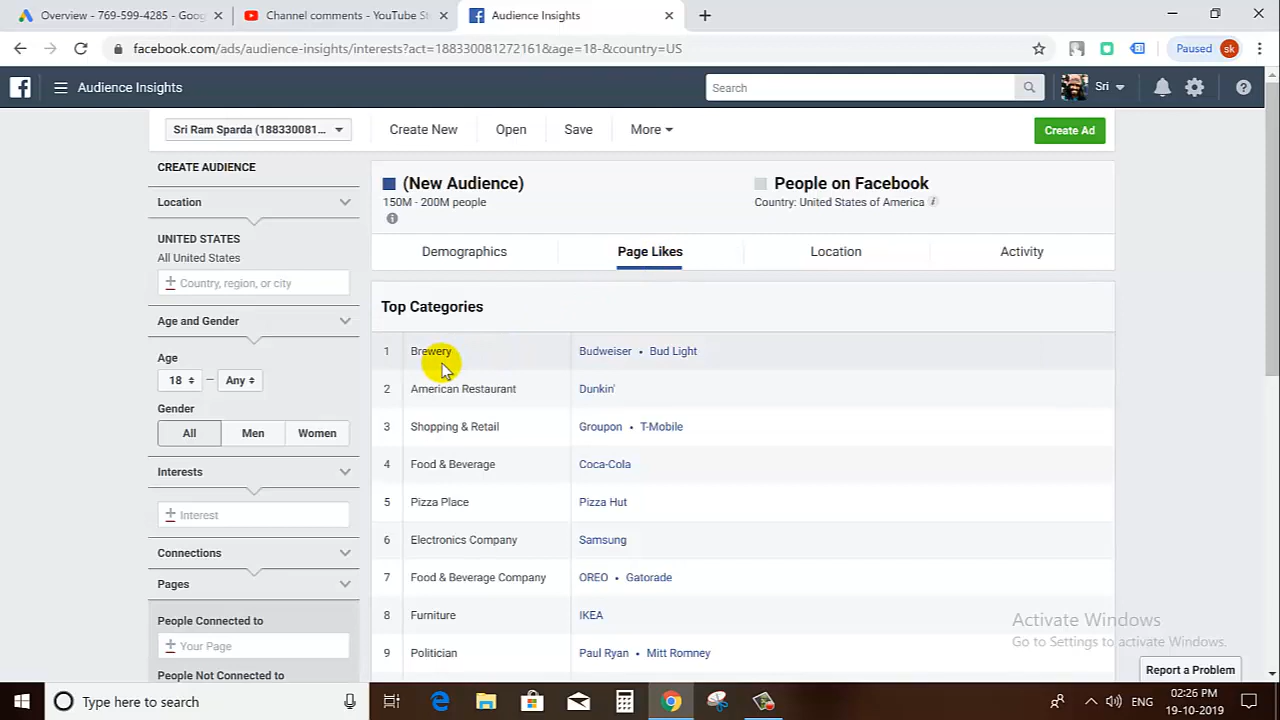 Overview - 769-599-4285 - Goog
Channel comments - YouTube St
Audience Insights
facebook.com/ads/audience-insights/interests?act=188330081272161&age=18-&country=US
Paused
sk
Audience Insights
Search
Sri
Sri Ram Sparda (188330081...
Create New
Open
Save
More
Create Ad
CREATE AUDIENCE
Location
UNITED STATES
All United States
Country, region, or city
Age and Gender
Age
18 – Any
Gender
All
Men
Women
Interests
Interest
Connections
Pages
People Connected to
Your Page
People Not Connected to
(New Audience)
150M - 200M people
People on Facebook
Country: United States of America
Demographics
Page Likes
Location
Activity
Top Categories
1 Brewery Budweiser • Bud Light
2 American Restaurant Dunkin'
3 Shopping & Retail Groupon • T-Mobile
4 Food & Beverage Coca-Cola
5 Pizza Place Pizza Hut
6 Electronics Company Samsung
7 Food & Beverage Company OREO • Gatorade
8 Furniture IKEA
9 Politician Paul Ryan • Mitt Romney
Activate Windows
Go to Settings to activate Windows.
Report a Problem
Type here to search
ENG
02:26 PM
19-10-2019